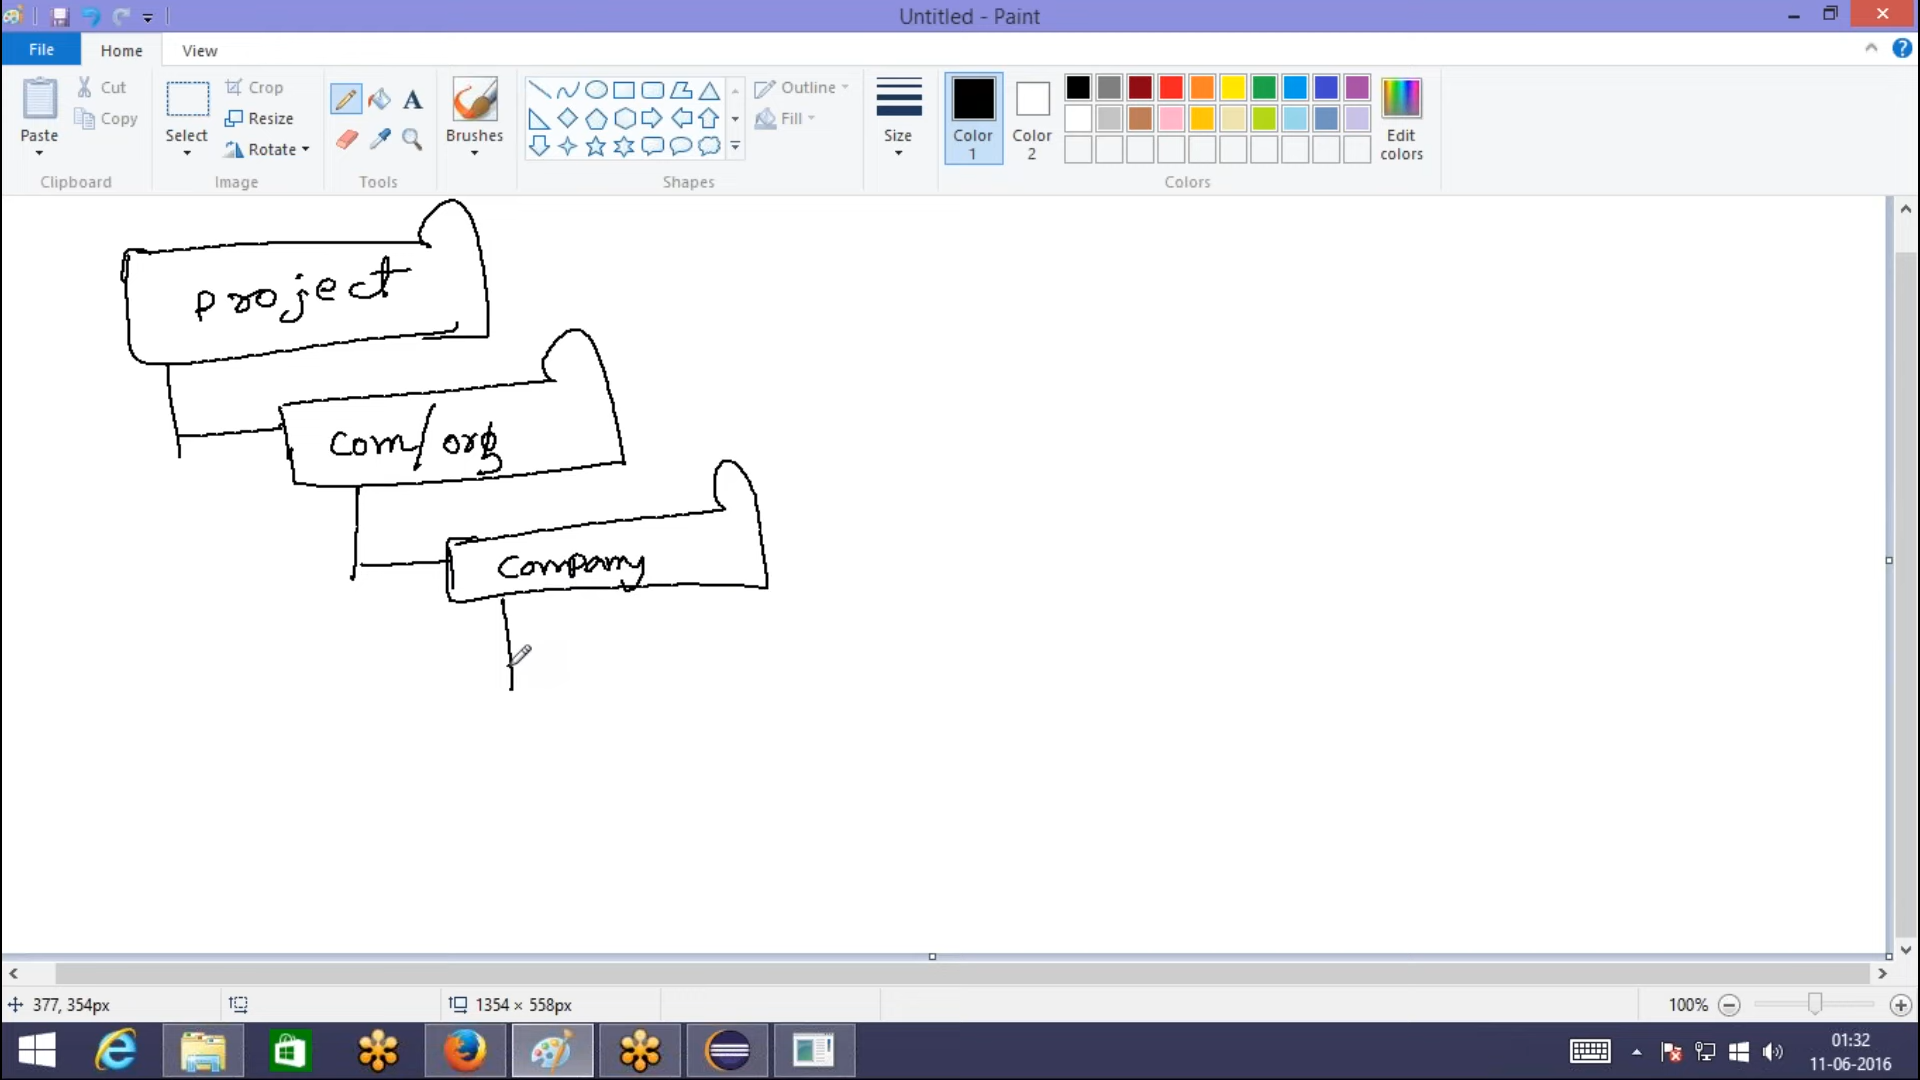 Untitled - Paint
File Home View
Paste
Cut
Copy
Clipboard
Select
Crop
Resize
Rotate
Image
A
Tools
Brushes
Shapes
Outline
Fill
Size
Color 1
Color 2
Edit colors
Colors
project
com/org
company
377, 354px
1354 × 558px
100%
01:32
11-06-2016